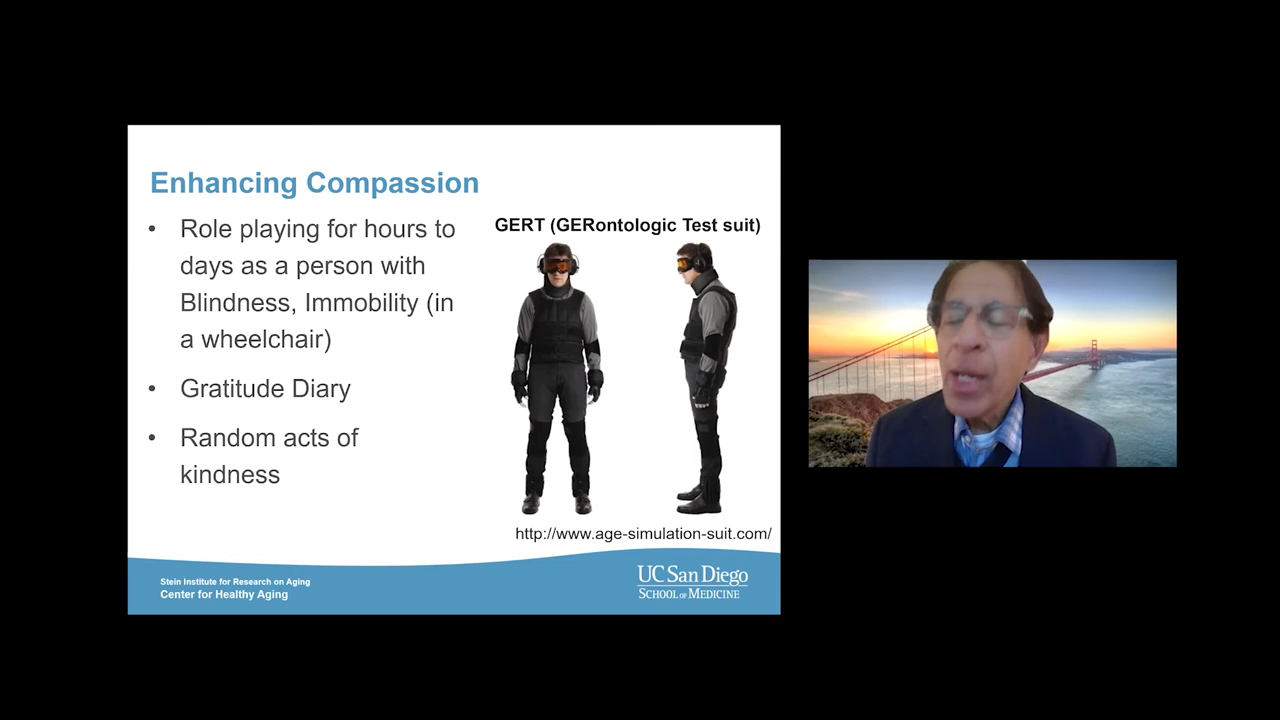 Enhancing Compassion
• Role playing for hours to
days as a person with
Blindness, Immobility (in
a wheelchair)
• Gratitude Diary
• Random acts of
kindness
GERT (GERontologic Test suit)
http://www.age-simulation-suit.com/
Stein Institute for Research on Aging
Center for Healthy Aging
UC San Diego
SCHOOL OF MEDICINE